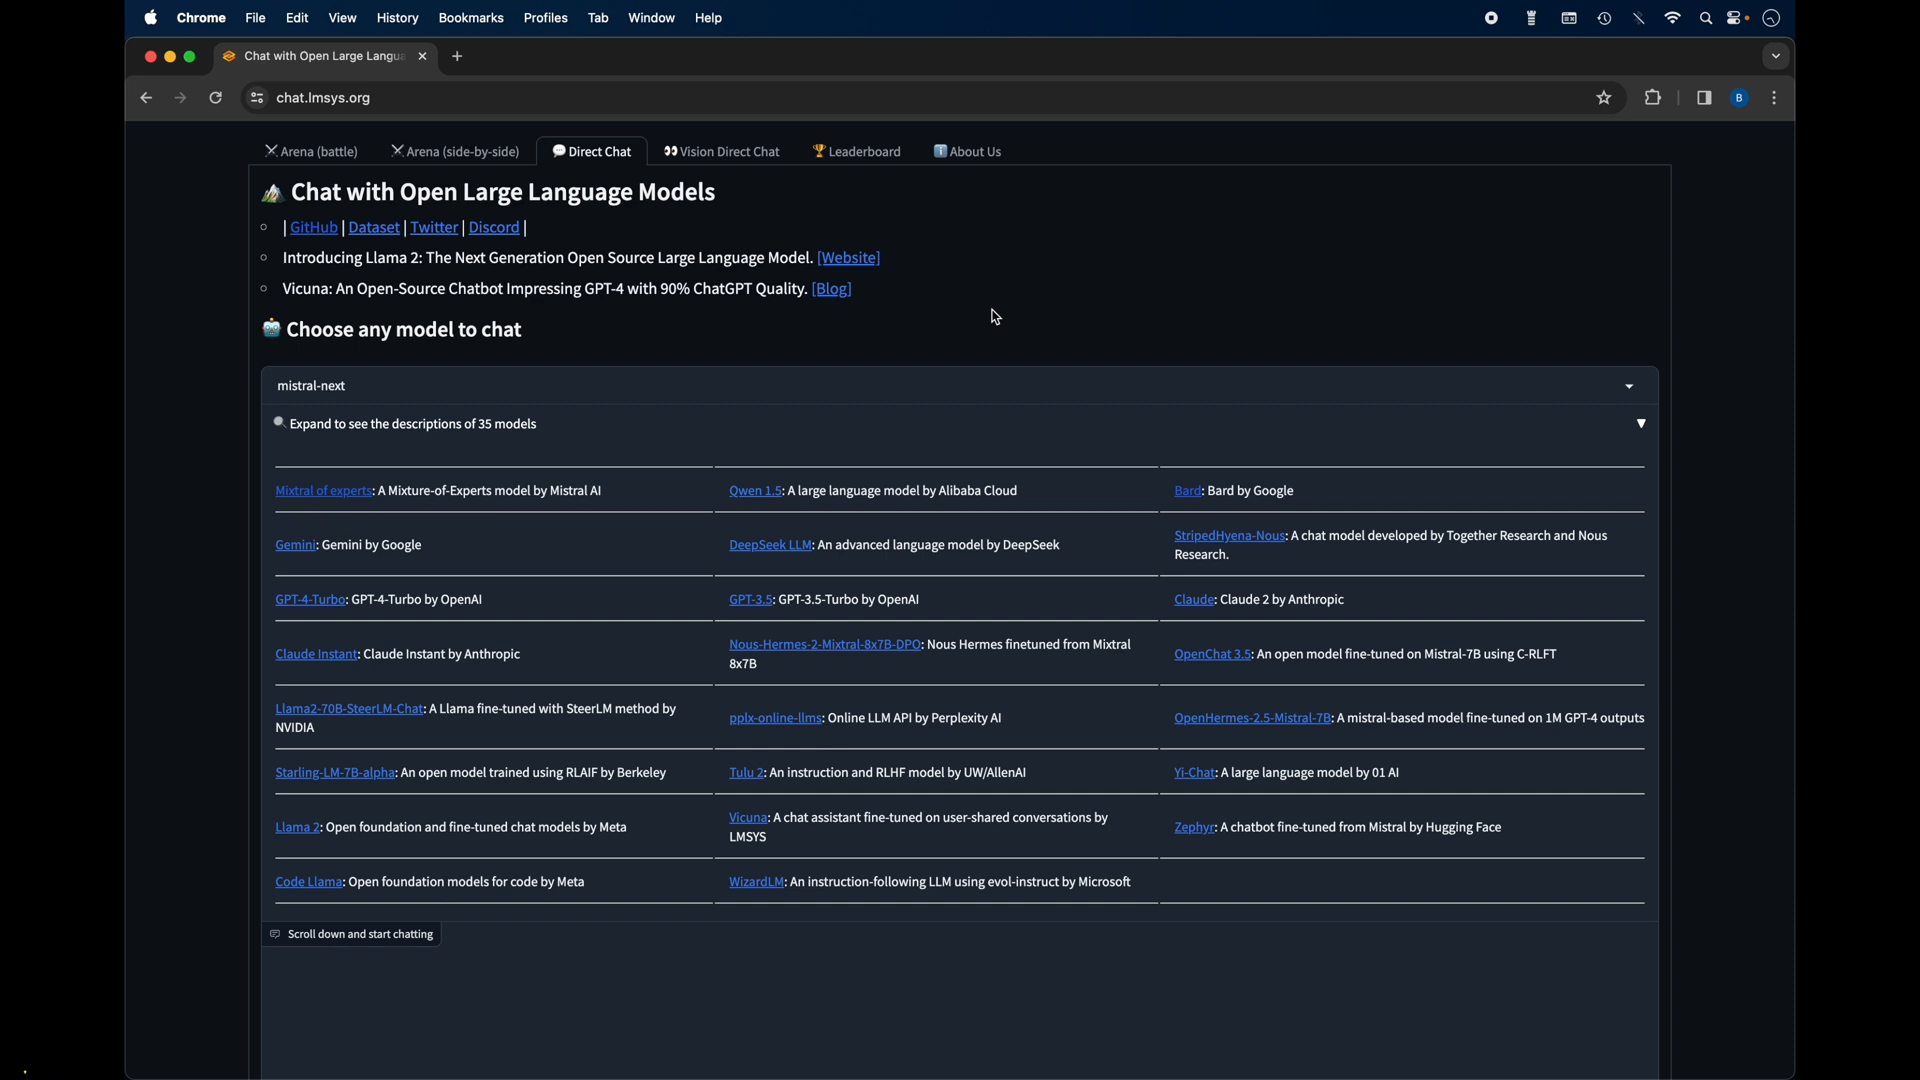 Chrome File Edit View History Bookmarks Profiles Tab Window Help
Chat with Open Large Langua
chat.lmsys.org
B
⚔️ Arena (battle) ⚔️ Arena (side-by-side) 💬 Direct Chat 👀 Vision Direct Chat 🏆 Leaderboard ℹ️ About Us
🏔️ Chat with Open Large Language Models
| GitHub | Dataset | Twitter | Discord |
Introducing Llama 2: The Next Generation Open Source Large Language Model. [Website]
Vicuna: An Open-Source Chatbot Impressing GPT-4 with 90% ChatGPT Quality. [Blog]
🤖 Choose any model to chat
mistral-next
🔍 Expand to see the descriptions of 35 models ▼
Mixtral of experts: A Mixture-of-Experts model by Mistral AI
Qwen 1.5: A large language model by Alibaba Cloud
Bard: Bard by Google
Gemini: Gemini by Google
DeepSeek LLM: An advanced language model by DeepSeek
StripedHyena-Nous: A chat model developed by Together Research and Nous
Research.
GPT-4-Turbo: GPT-4-Turbo by OpenAI
GPT-3.5: GPT-3.5-Turbo by OpenAI
Claude: Claude 2 by Anthropic
Claude Instant: Claude Instant by Anthropic
Nous-Hermes-2-Mixtral-8x7B-DPO: Nous Hermes finetuned from Mixtral
8x7B
OpenChat 3.5: An open model fine-tuned on Mistral-7B using C-RLFT
Llama2-70B-SteerLM-Chat: A Llama fine-tuned with SteerLM method by
NVIDIA
pplx-online-llms: Online LLM API by Perplexity AI
OpenHermes-2.5-Mistral-7B: A mistral-based model fine-tuned on 1M GPT-4 outputs
Starling-LM-7B-alpha: An open model trained using RLAIF by Berkeley
Tulu 2: An instruction and RLHF model by UW/AllenAI
Yi-Chat: A large language model by 01 AI
Llama 2: Open foundation and fine-tuned chat models by Meta
Vicuna: A chat assistant fine-tuned on user-shared conversations by
LMSYS
Zephyr: A chatbot fine-tuned from Mistral by Hugging Face
Code Llama: Open foundation models for code by Meta
WizardLM: An instruction-following LLM using evol-instruct by Microsoft
Scroll down and start chatting